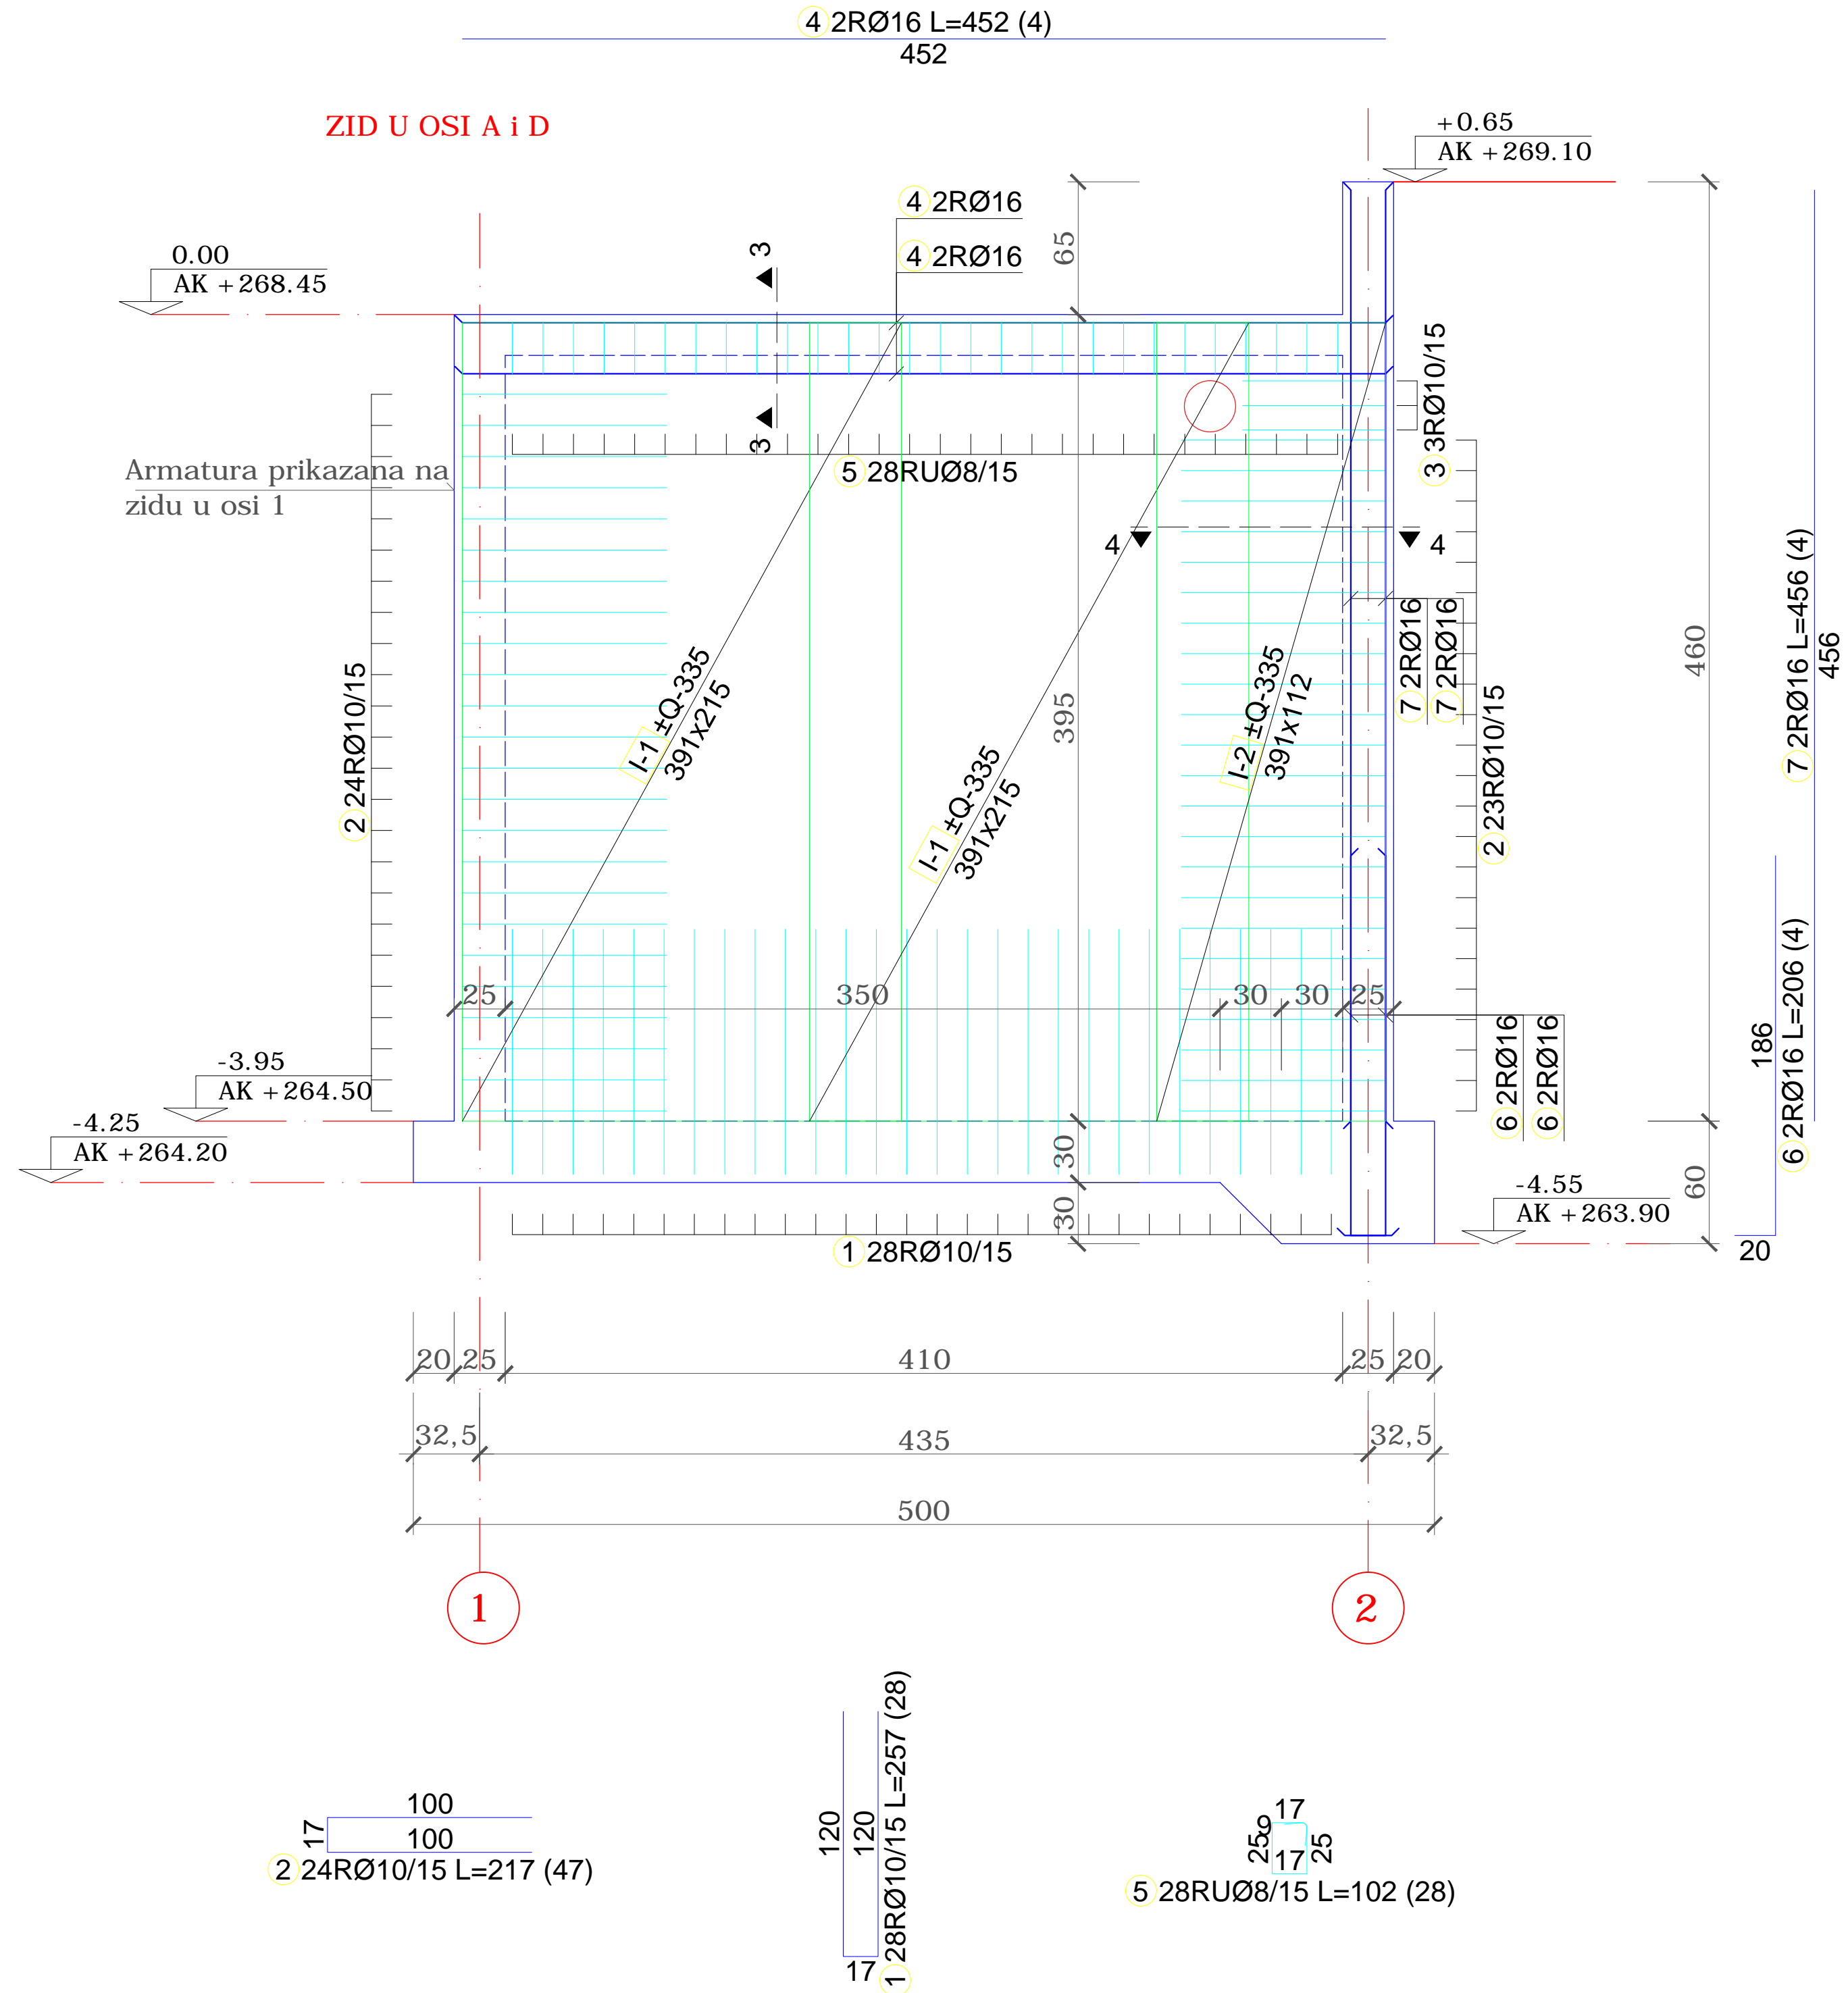 4 2RØ16 L=452 (4)
452
ZID U OSI A i D
+0.65
AK +269.10
4 2RØ16
4 2RØ16
65
3
0.00
AK +268.45
3
5 28RUØ8/15
3 3RØ10/15
Armatura prikazana na
zidu u osi 1
4
4
2 24RØ10/15
I-1 ±Q-335
391x215
I-1 ±Q-335
391x215
I-2 ±Q-335
391x112
395
7 2RØ16
7 2RØ16
2 23RØ10/15
460
7 2RØ16 L=456 (4)
456
25
350
30
30
25
6 2RØ16
6 2RØ16
186
6 2RØ16 L=206 (4)
20
-3.95
AK +264.50
-4.25
AK +264.20
30
30
60
-4.55
AK +263.90
1 28RØ10/15
20
25
410
25
20
32,5
435
32,5
500
1
2
100
17
100
2 24RØ10/15 L=217 (47)
120
120
17
1 28RØ10/15 L=257 (28)
17
9
25
17
25
5 28RUØ8/15 L=102 (28)